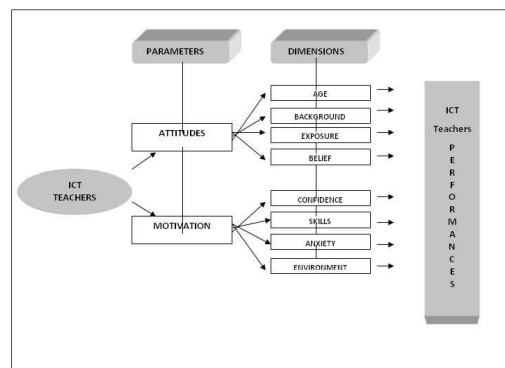 PARAMETERS
DIMENSIONS
AGE
BACKGROUND
ATTITUDES
EXPOSURE
BELIEF
ICT
TEACHERS
CONFIDENCE
MOTIVATION
SKILLS
ANXIETY
ENVIRONMENT
ICT
Teachers
P
E
R
F
O
R
M
A
N
C
E
S